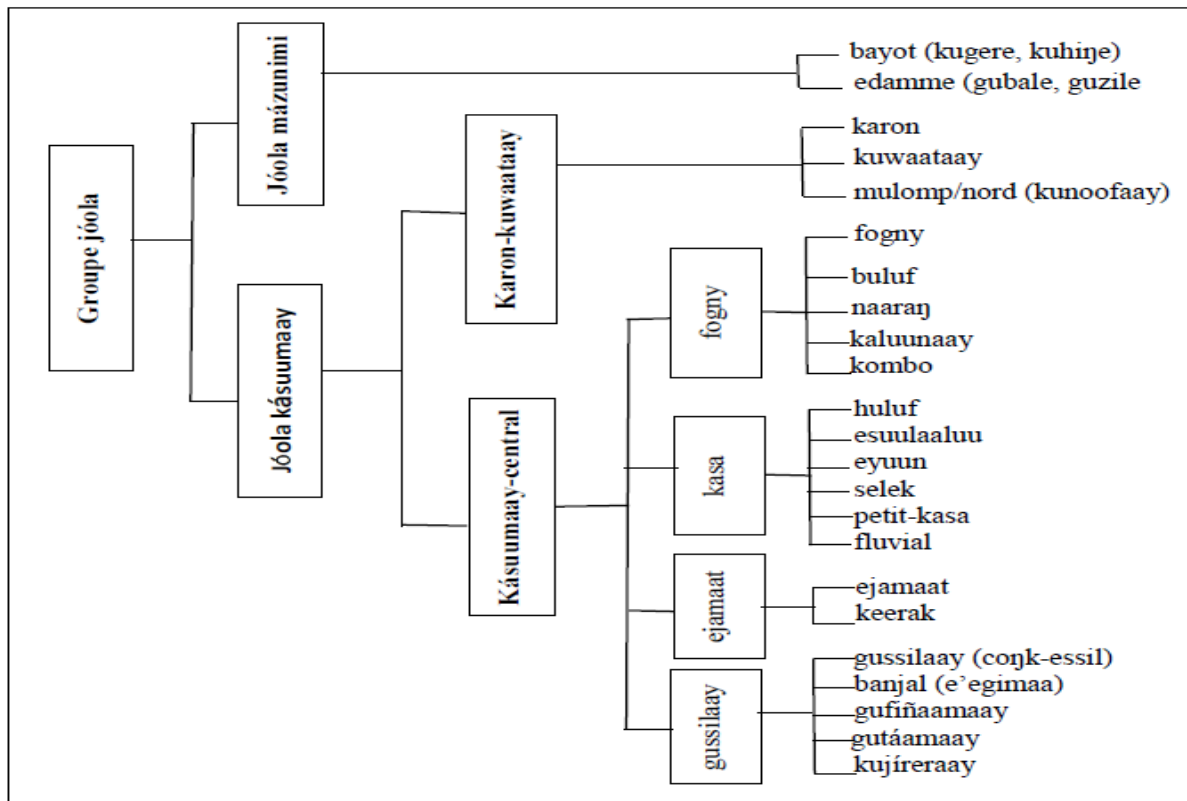 Groupe jóola
Jóola mázunimi
Jóola kásuumaay
Karon-kuwaataay
Kásuumaay-central
fogny
kasa
ejamaat
gussilaay
bayot (kugere, kuhiŋe)
edamme (gubale, guzile
karon
kuwaataay
mulomp/nord (kunoofaay)
fogny
buluf
naaraŋ
kaluunaay
kombo
huluf
esuulaaluu
eyuun
selek
petit-kasa
fluvial
ejamaat
keerak
gussilaay (coŋk-essil)
banjal (e’egimaa)
gufiñaamaay
gutáamaay
kujíreraay